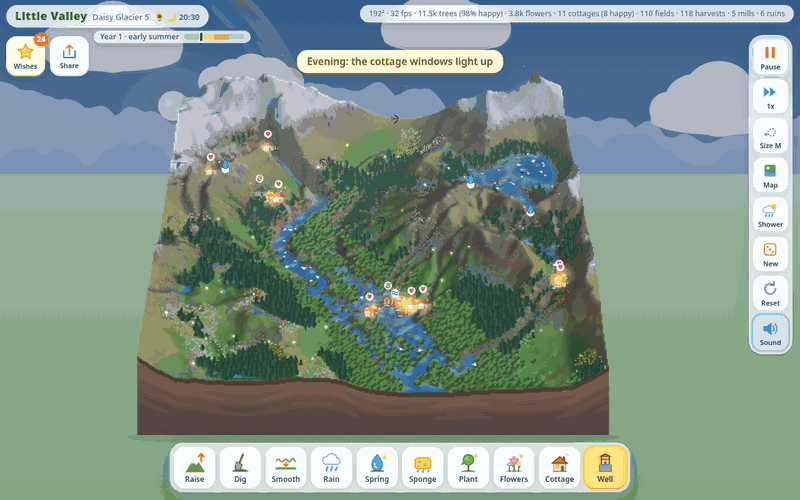 Little Valley Daisy Glacier 5 20:30
192² · 32 fps · 11.5k trees (98% happy) · 3.8k flowers · 11 cottages (8 happy) · 110 fields · 118 harvests · 5 mills · 6 ruins
Year 1 · early summer
24
Wishes
Share
Evening: the cottage windows light up
Pause
1x
Size M
Map
Shower
New
Reset
Sound
Raise
Dig
Smooth
Rain
Spring
Sponge
Plant
Flowers
Cottage
Well